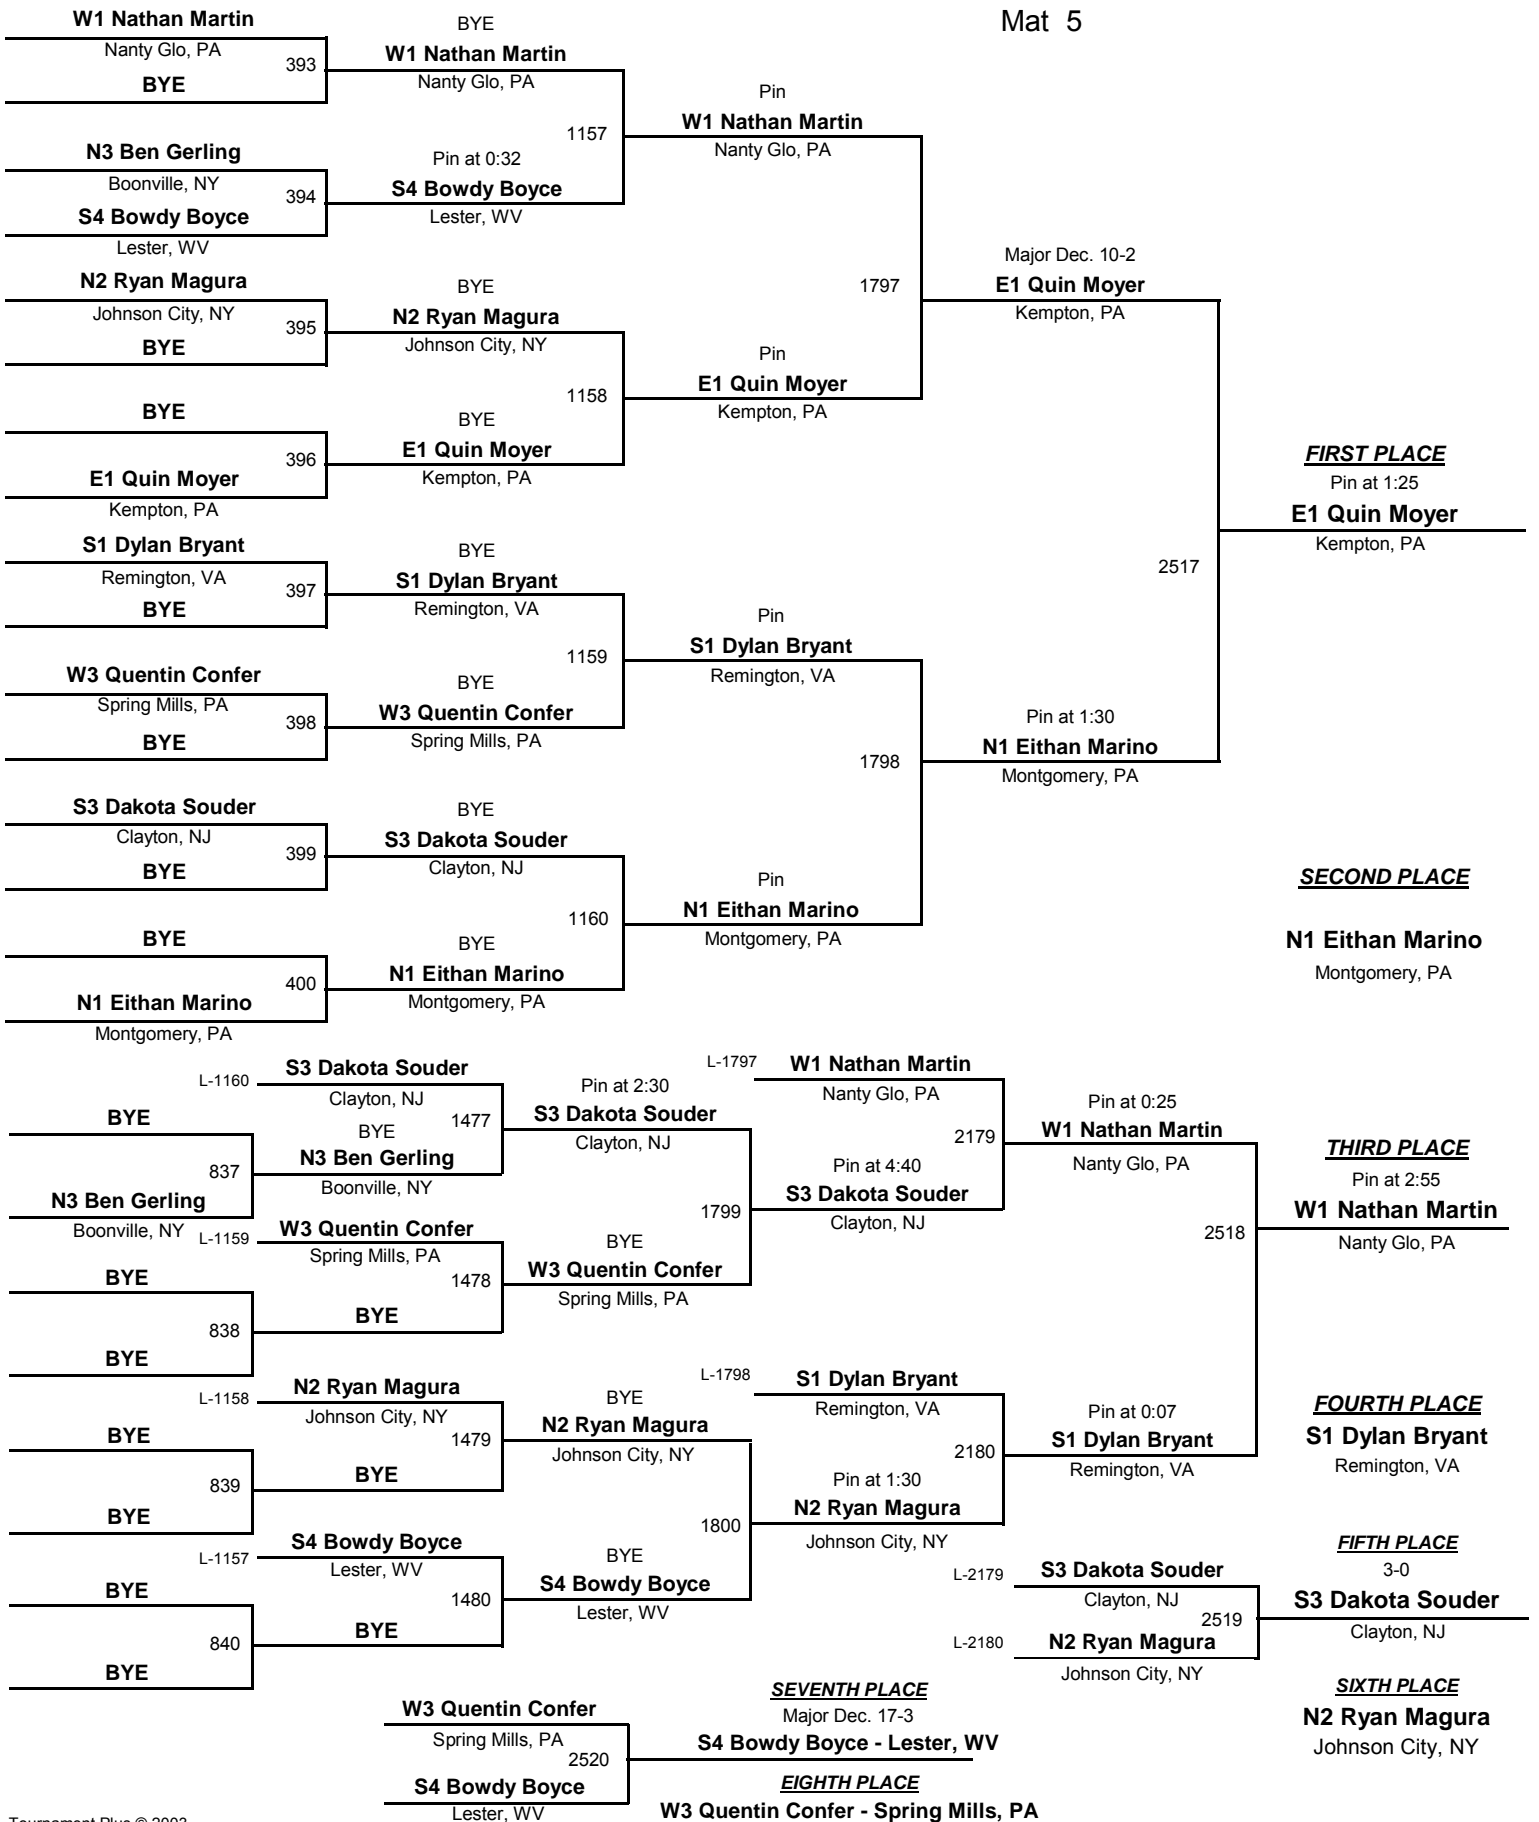 Mat 5
W1 Nathan Martin
Nanty Glo, PA
393
BYE
N3 Ben Gerling
Boonville, NY
394
S4 Bowdy Boyce
Lester, WV
N2 Ryan Magura
Johnson City, NY
395
BYE
BYE
396
E1 Quin Moyer
Kempton, PA
S1 Dylan Bryant
Remington, VA
397
BYE
W3 Quentin Confer
Spring Mills, PA
398
BYE
S3 Dakota Souder
Clayton, NJ
399
BYE
BYE
400
N1 Eithan Marino
Montgomery, PA
BYE
W1 Nathan Martin
Nanty Glo, PA
1157
Pin at 0:32
S4 Bowdy Boyce
Lester, WV
BYE
N2 Ryan Magura
Johnson City, NY
1158
BYE
E1 Quin Moyer
Kempton, PA
BYE
S1 Dylan Bryant
Remington, VA
1159
BYE
W3 Quentin Confer
Spring Mills, PA
BYE
S3 Dakota Souder
Clayton, NJ
1160
BYE
N1 Eithan Marino
Montgomery, PA
Pin
W1 Nathan Martin
Nanty Glo, PA
1797
Pin
E1 Quin Moyer
Kempton, PA
Pin
S1 Dylan Bryant
Remington, VA
1798
Pin
N1 Eithan Marino
Montgomery, PA
Major Dec. 10-2
E1 Quin Moyer
Kempton, PA
2517
Pin at 1:30
N1 Eithan Marino
Montgomery, PA
FIRST PLACE
Pin at 1:25
E1 Quin Moyer
Kempton, PA
SECOND PLACE
N1 Eithan Marino
Montgomery, PA
BYE
837
N3 Ben Gerling
Boonville, NY
BYE
838
BYE
BYE
839
BYE
BYE
840
BYE
L-1160
S3 Dakota Souder
Clayton, NJ
1477
BYE
N3 Ben Gerling
Boonville, NY
L-1159
W3 Quentin Confer
Spring Mills, PA
1478
BYE
L-1158
N2 Ryan Magura
Johnson City, NY
1479
BYE
L-1157
S4 Bowdy Boyce
Lester, WV
1480
BYE
Pin at 2:30
S3 Dakota Souder
Clayton, NJ
1799
BYE
W3 Quentin Confer
Spring Mills, PA
BYE
N2 Ryan Magura
Johnson City, NY
1800
BYE
S4 Bowdy Boyce
Lester, WV
L-1797
W1 Nathan Martin
Nanty Glo, PA
2179
Pin at 4:40
S3 Dakota Souder
Clayton, NJ
L-1798
S1 Dylan Bryant
Remington, VA
2180
Pin at 1:30
N2 Ryan Magura
Johnson City, NY
Pin at 0:25
W1 Nathan Martin
Nanty Glo, PA
2518
Pin at 0:07
S1 Dylan Bryant
Remington, VA
THIRD PLACE
Pin at 2:55
W1 Nathan Martin
Nanty Glo, PA
FOURTH PLACE
S1 Dylan Bryant
Remington, VA
L-2179
S3 Dakota Souder
Clayton, NJ
2519
L-2180
N2 Ryan Magura
Johnson City, NY
FIFTH PLACE
3-0
S3 Dakota Souder
Clayton, NJ
SIXTH PLACE
N2 Ryan Magura
Johnson City, NY
W3 Quentin Confer
Spring Mills, PA
2520
S4 Bowdy Boyce
Lester, WV
SEVENTH PLACE
Major Dec. 17-3
S4 Bowdy Boyce - Lester, WV
EIGHTH PLACE
W3 Quentin Confer - Spring Mills, PA
Tournament Plus © 2003